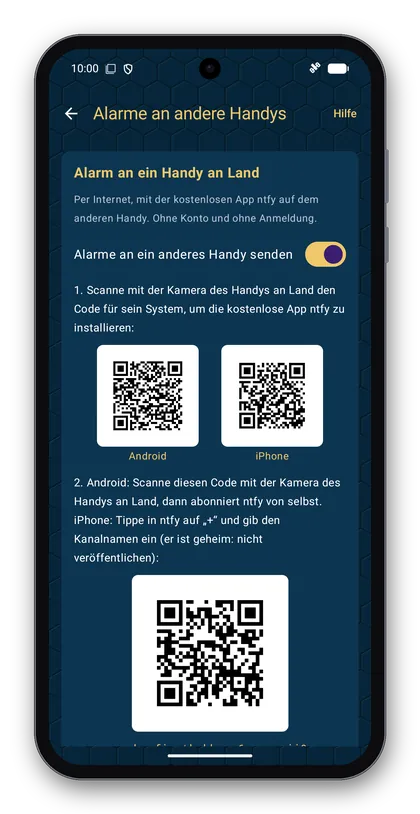 10:00
Alarme an andere Handys
Hilfe
Alarm an ein Handy an Land
Per Internet, mit der kostenlosen App ntfy auf dem
anderen Handy. Ohne Konto und ohne Anmeldung.
Alarme an ein anderes Handy senden
1. Scanne mit der Kamera des Handys an Land den
Code für sein System, um die kostenlose App ntfy zu
installieren:
Android
iPhone
2. Android: Scanne diesen Code mit der Kamera des
Handys an Land, dann abonniert ntfy von selbst.
iPhone: Tippe in ntfy auf „+“ und gib den
Kanalnamen ein (er ist geheim: nicht
veröffentlichen):